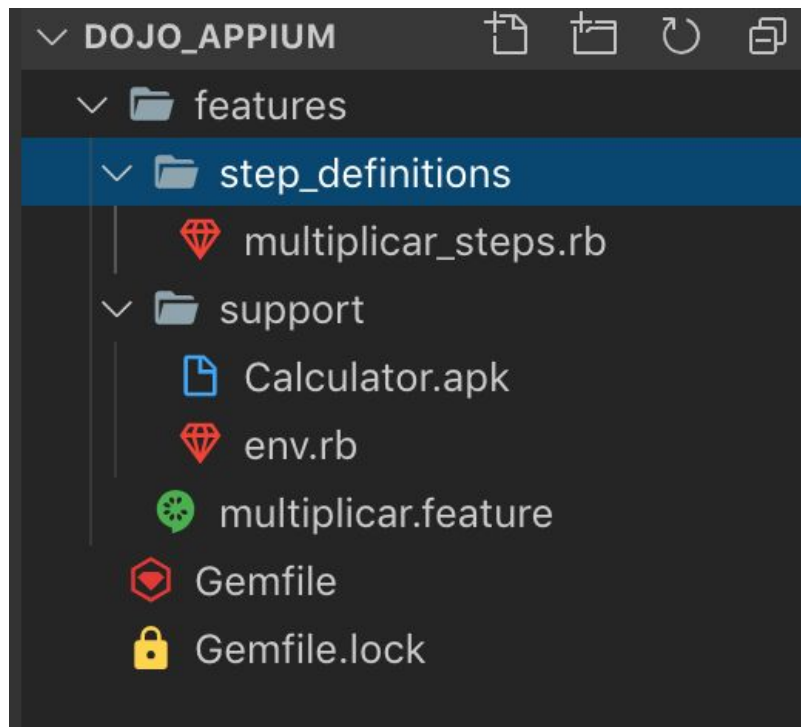 DOJO_APPIUM
features
step_definitions
multiplicar_steps.rb
support
Calculator.apk
env.rb
multiplicar.feature
Gemfile
Gemfile.lock